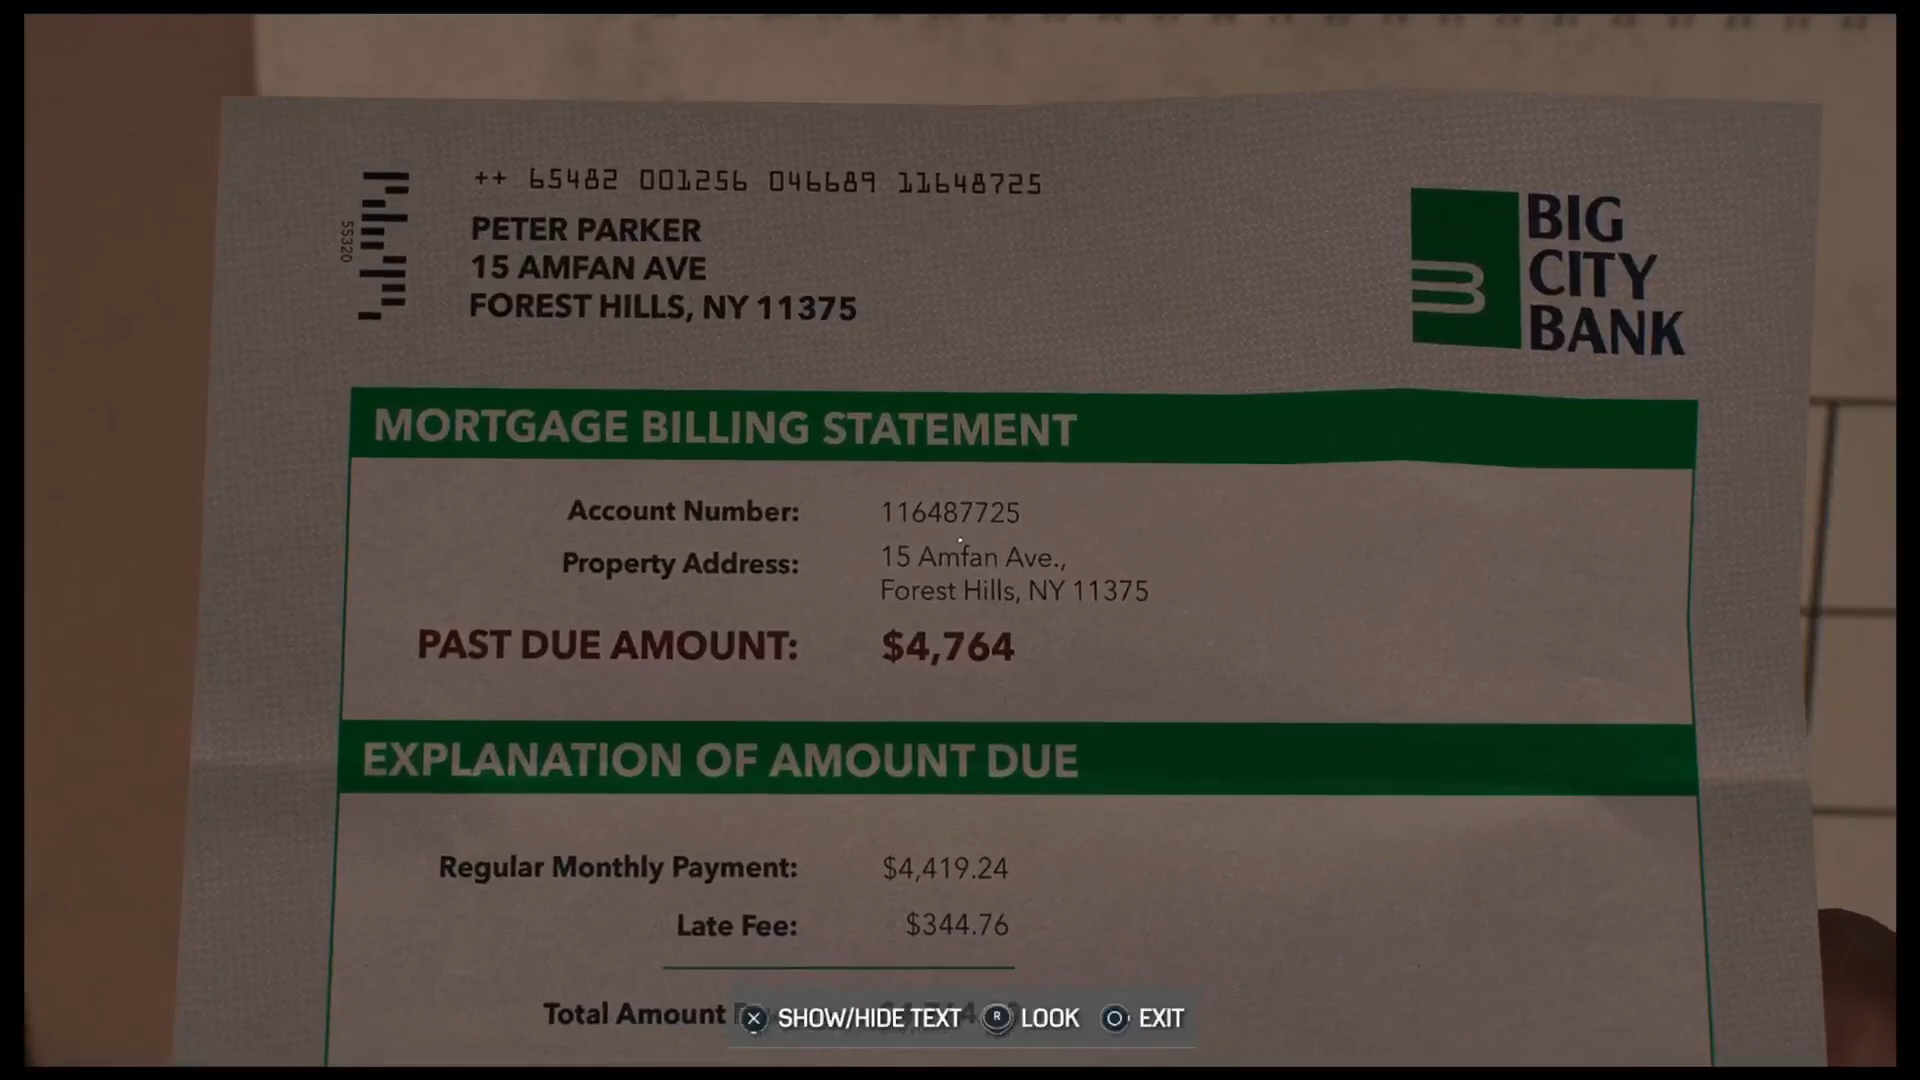 ++ 65482 001256 046689 11648725
55320
PETER PARKER
15 AMFAN AVE
FOREST HILLS, NY 11375
BIG
CITY
BANK
MORTGAGE BILLING STATEMENT
Account Number: 116487725
Property Address: 15 Amfan Ave.,
Forest Hills, NY 11375
PAST DUE AMOUNT: $4,764
EXPLANATION OF AMOUNT DUE
Regular Monthly Payment: $4,419.24
Late Fee: $344.76
Total Amount
SHOW/HIDE TEXT R LOOK EXIT